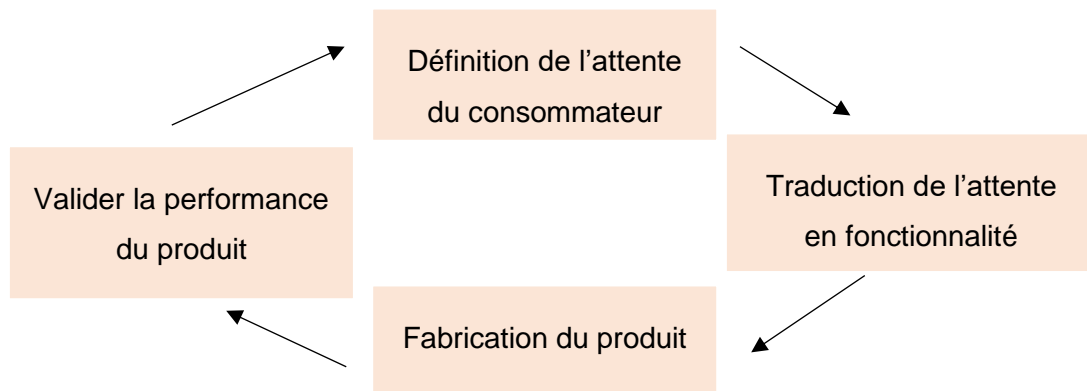 Définition de l’attente
du consommateur
Traduction de l’attente
en fonctionnalité
Fabrication du produit
Valider la performance
du produit